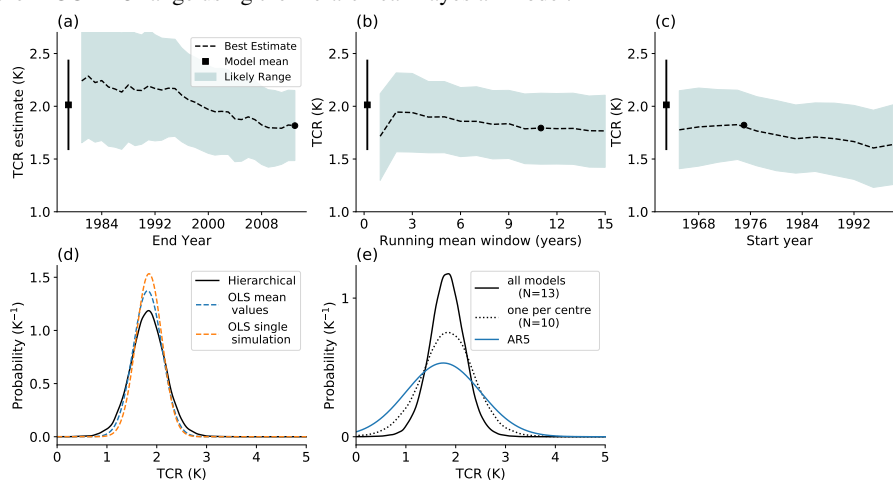 (a)
(b)
(c)
2.5
2.0
1.5
1.0
TCR estimate (K)
Best Estimate
Model mean
Likely Range
1984
1992
2000
2008
End Year
2.5
2.0
1.5
1.0
TCR (K)
0
3
6
9
12
15
Running mean window (years)
2.5
2.0
1.5
1.0
TCR (K)
1968
1976
1984
1992
Start year
(d)
1.5
1.0
0.5
0.0
Probability (K⁻¹)
Hierarchical
OLS mean
values
OLS single
simulation
0
1
2
3
4
5
TCR (K)
(e)
1
0
Probability (K⁻¹)
all models
(N=13)
one per centre
(N=10)
AR5
0
1
2
3
4
5
TCR (K)